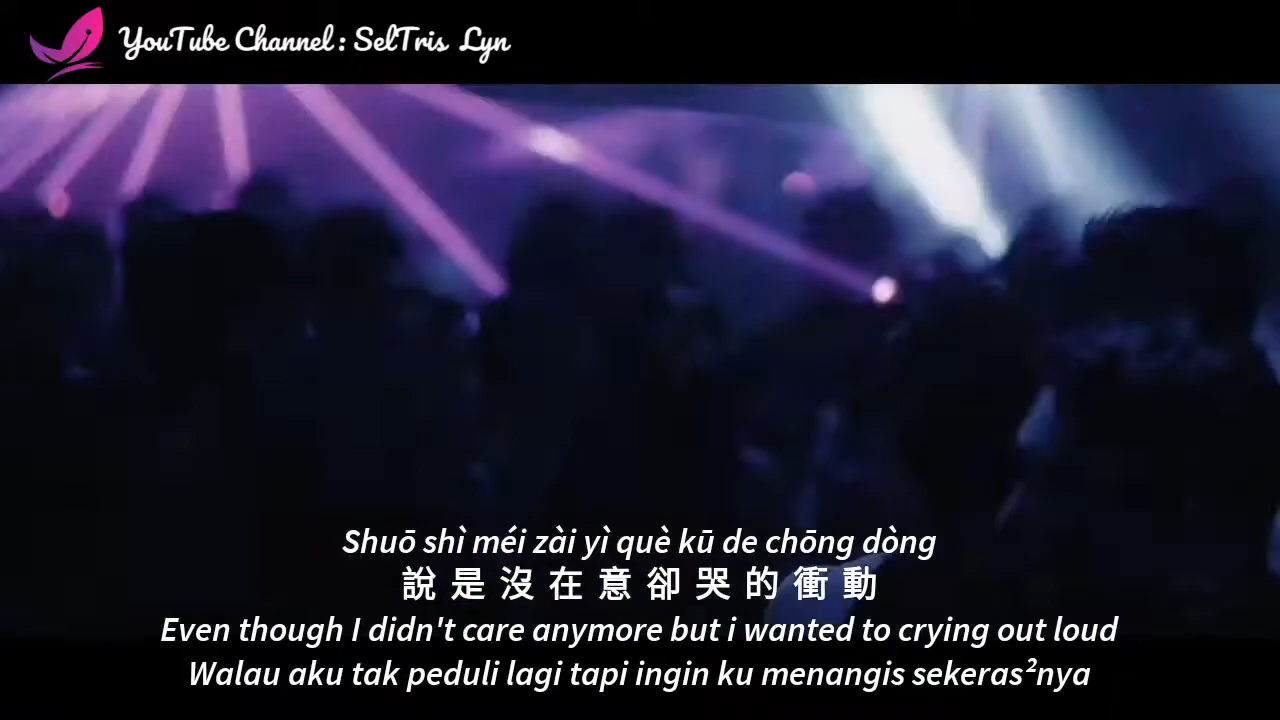 YouTube Channel : SelTris Lyn
Shuō shì méi zài yì què kū de chōng dòng
說是沒在意卻哭的衝動
Even though I didn't care anymore but i wanted to crying out loud
Walau aku tak peduli lagi tapi ingin ku menangis sekeras²nya